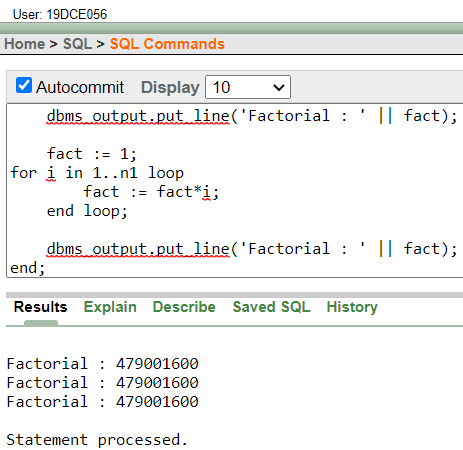 User: 19DCE056
Home > SQL > SQL Commands
Autocommit Display 10
dbms_output.put_line('Factorial : ' || fact);
fact := 1;
for i in 1..n1 loop
fact := fact*i;
end loop;
dbms_output.put_line('Factorial : ' || fact);
end;
Results Explain Describe Saved SQL History
Factorial : 479001600
Factorial : 479001600
Factorial : 479001600
Statement processed.